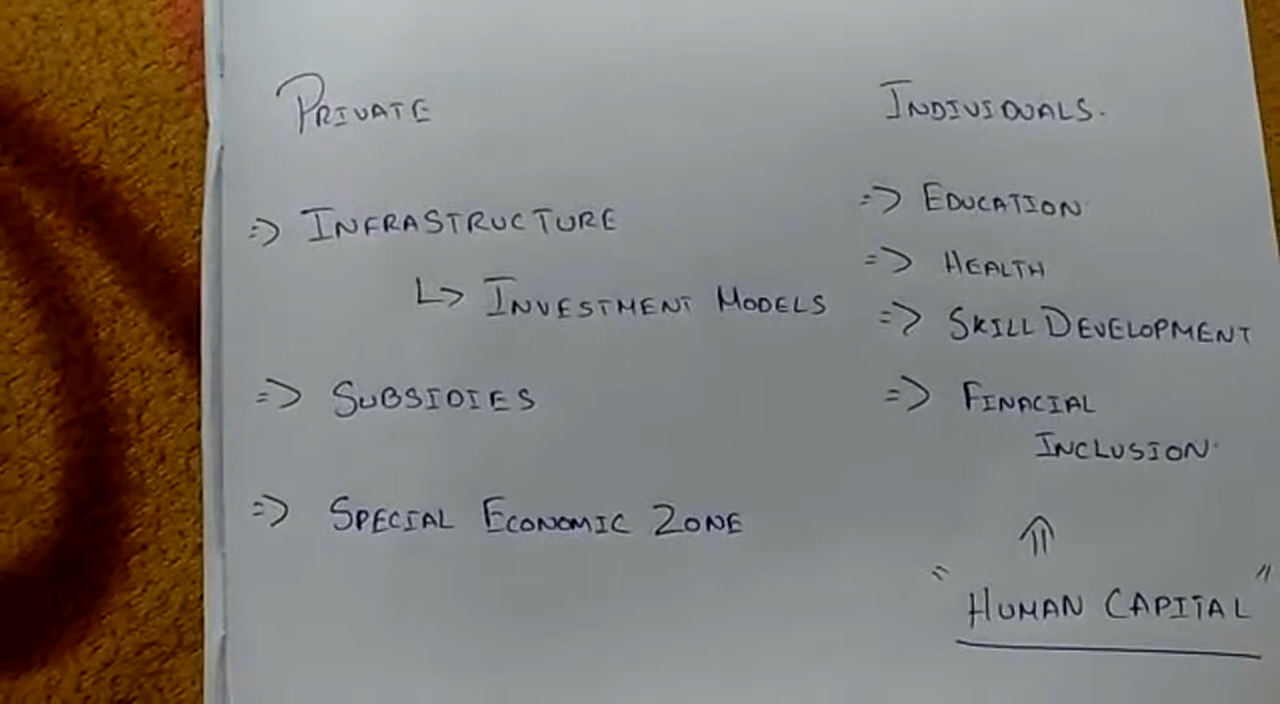 PRIVATE
=> INFRASTRUCTURE
↳ INVESTMENT MODELS
=> SUBSIDIES
=> SPECIAL ECONOMIC ZONE
INDIVIDUALS.
=> EDUCATION
=> HEALTH
=> SKILL DEVELOPMENT
=> FINACIAL
INCLUSION.
⇑
"HUMAN CAPITAL"